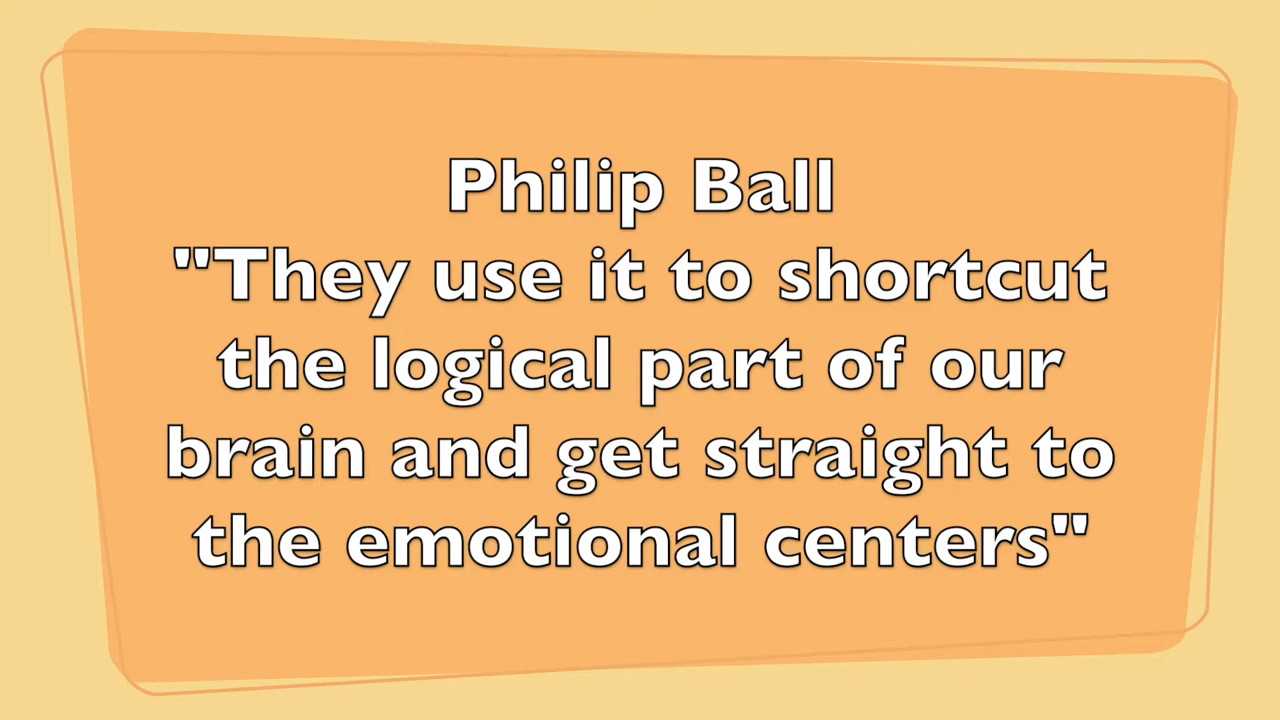 Philip Ball
"They use it to shortcut
the logical part of our
brain and get straight to
the emotional centers"